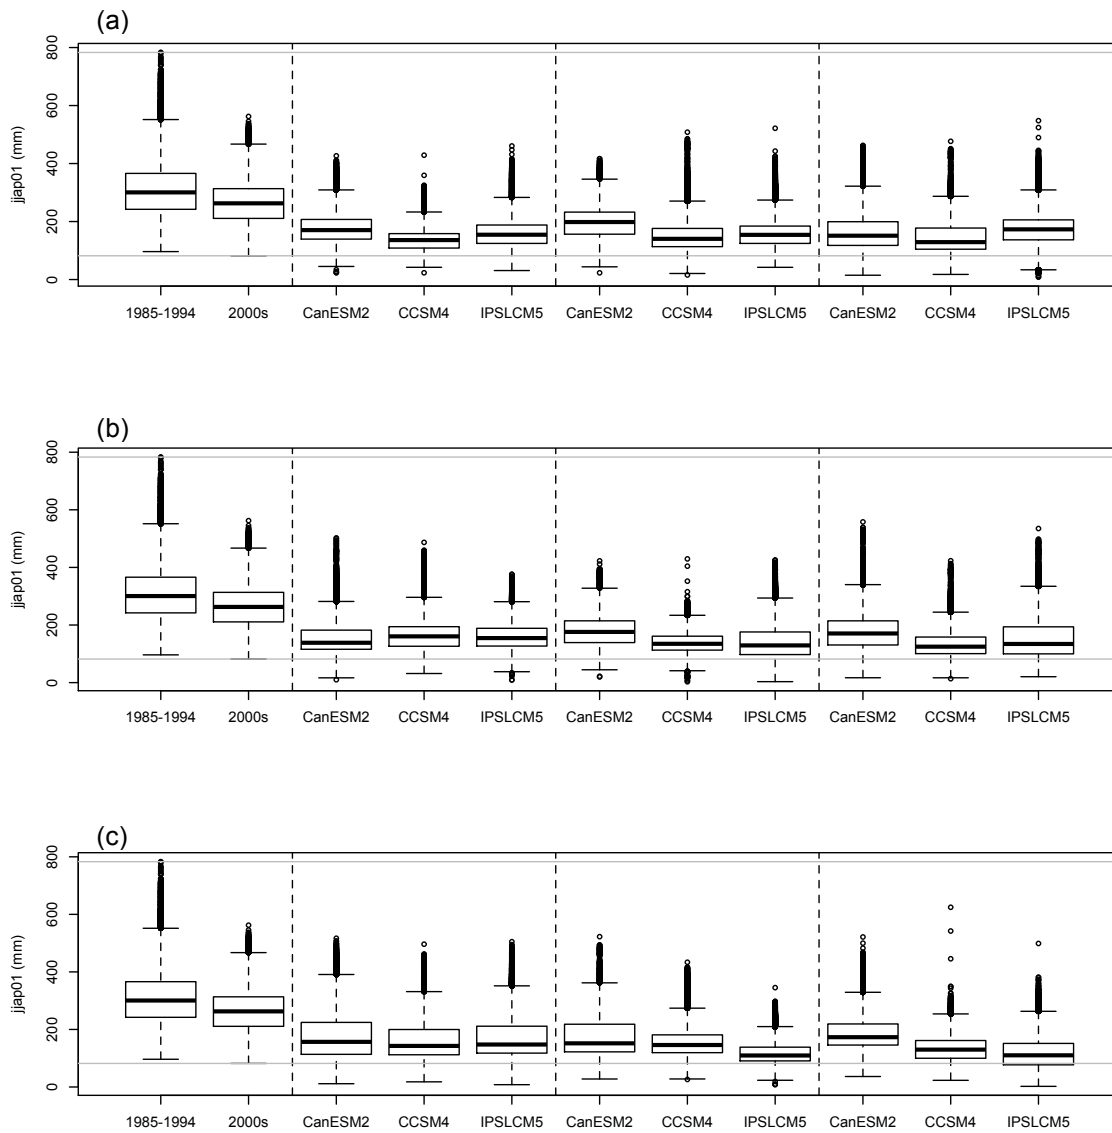 (a)
jjap01 (mm)
0 200 400 600 800
1985-1994 2000s CanESM2 CCSM4 IPSLCM5 CanESM2 CCSM4 IPSLCM5 CanESM2 CCSM4 IPSLCM5
(b)
jjap01 (mm)
0 200 400 600 800
1985-1994 2000s CanESM2 CCSM4 IPSLCM5 CanESM2 CCSM4 IPSLCM5 CanESM2 CCSM4 IPSLCM5
(c)
jjap01 (mm)
0 200 400 600 800
1985-1994 2000s CanESM2 CCSM4 IPSLCM5 CanESM2 CCSM4 IPSLCM5 CanESM2 CCSM4 IPSLCM5